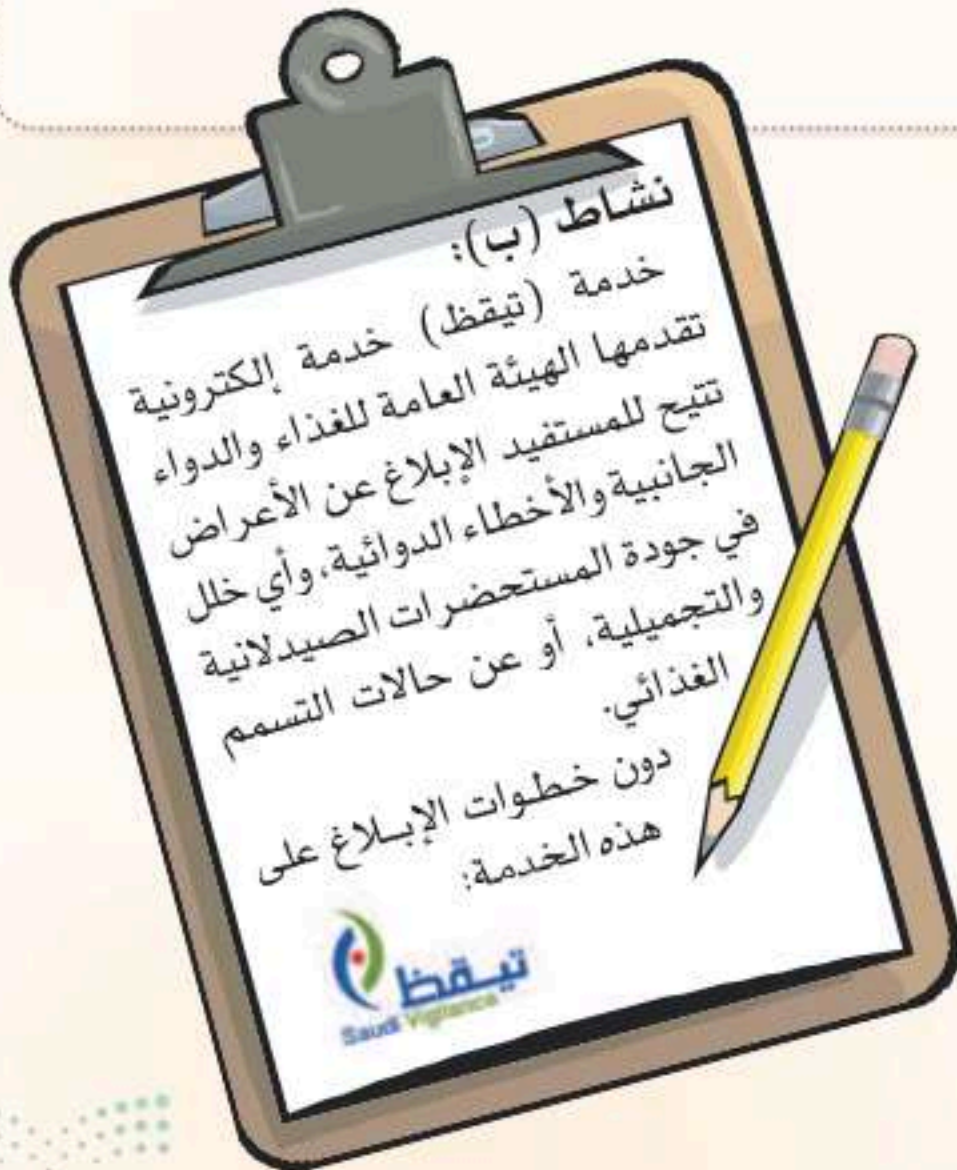 نشاط (ب):
خدمة (تيقظ) خدمة إلكترونية
تقدمها الهيئة العامة للغذاء والدواء
تتيح للمستفيد الإبلاغ عن الأعراض
الجانبية والأخطاء الدوائية، وأي خلل
في جودة المستحضرات الصيدلانية
والتجميلية، أو عن حالات التسمم
الغذائي.
دون خطوات الإبلاغ على
هذه الخدمة:
تيقظ
Saudi Vigilance